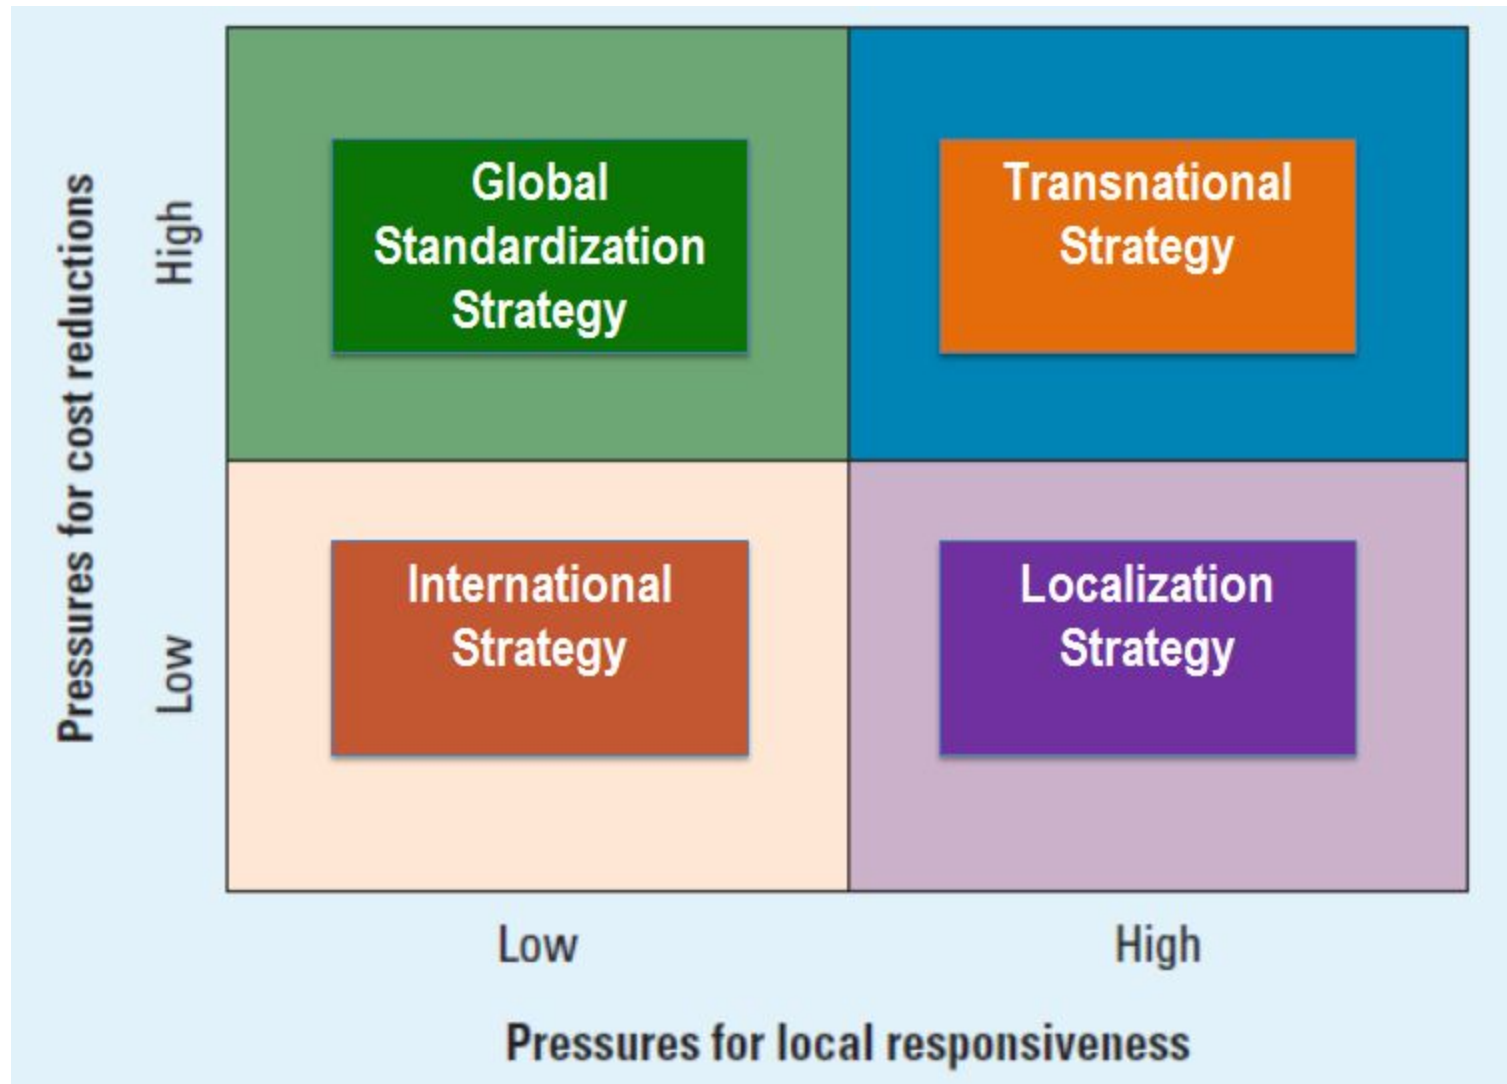 Pressures for cost reductions
High
Low
Global
Standardization
Strategy
Transnational
Strategy
International
Strategy
Localization
Strategy
Low
High
Pressures for local responsiveness